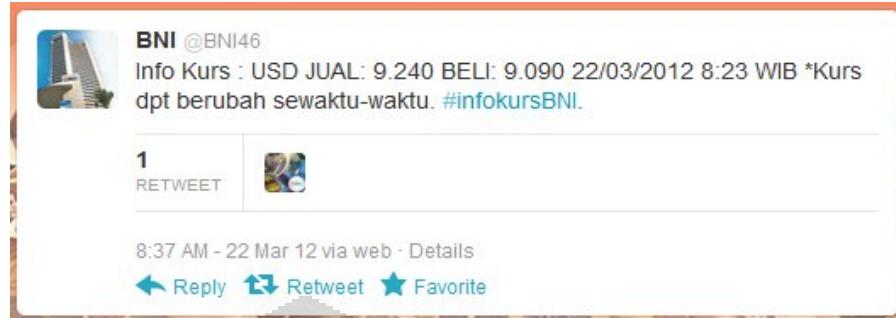 BNI @BNI46
Info Kurs : USD JUAL: 9.240 BELI: 9.090 22/03/2012 8:23 WIB *Kurs
dpt berubah sewaktu-waktu. #infokursBNI.
1
RETWEET
8:37 AM - 22 Mar 12 via web · Details
Reply Retweet Favorite